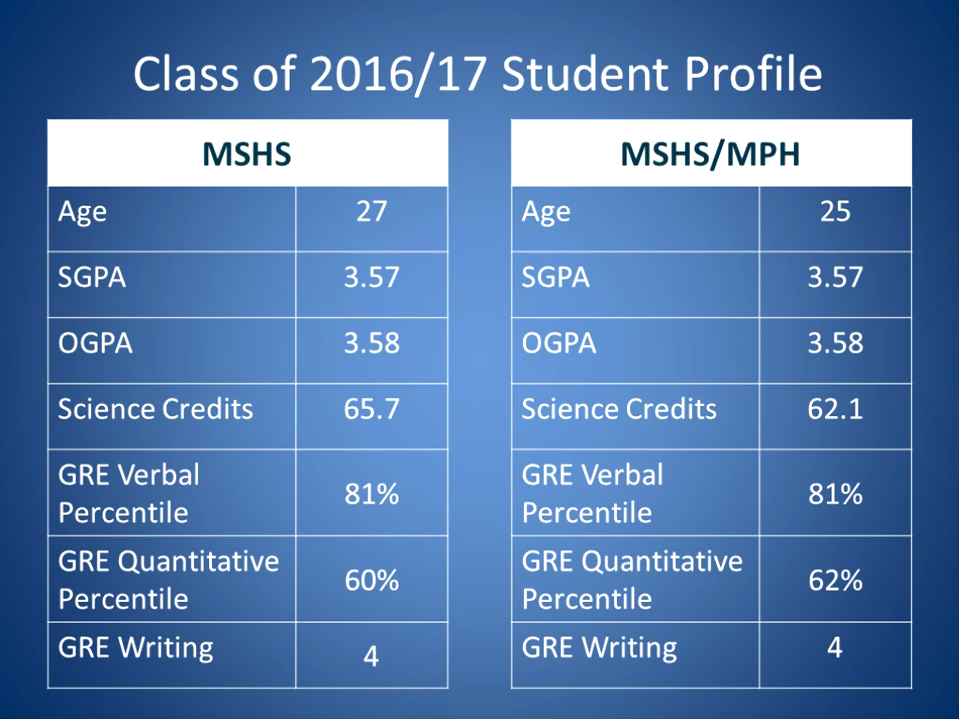 Class of 2016/17 Student Profile
MSHS
Age 27
SGPA 3.57
OGPA 3.58
Science Credits 65.7
GRE Verbal
Percentile
81%
GRE Quantitative
Percentile
60%
GRE Writing 4
MSHS/MPH
Age 25
SGPA 3.57
OGPA 3.58
Science Credits 62.1
GRE Verbal
Percentile
81%
GRE Quantitative
Percentile
62%
GRE Writing 4